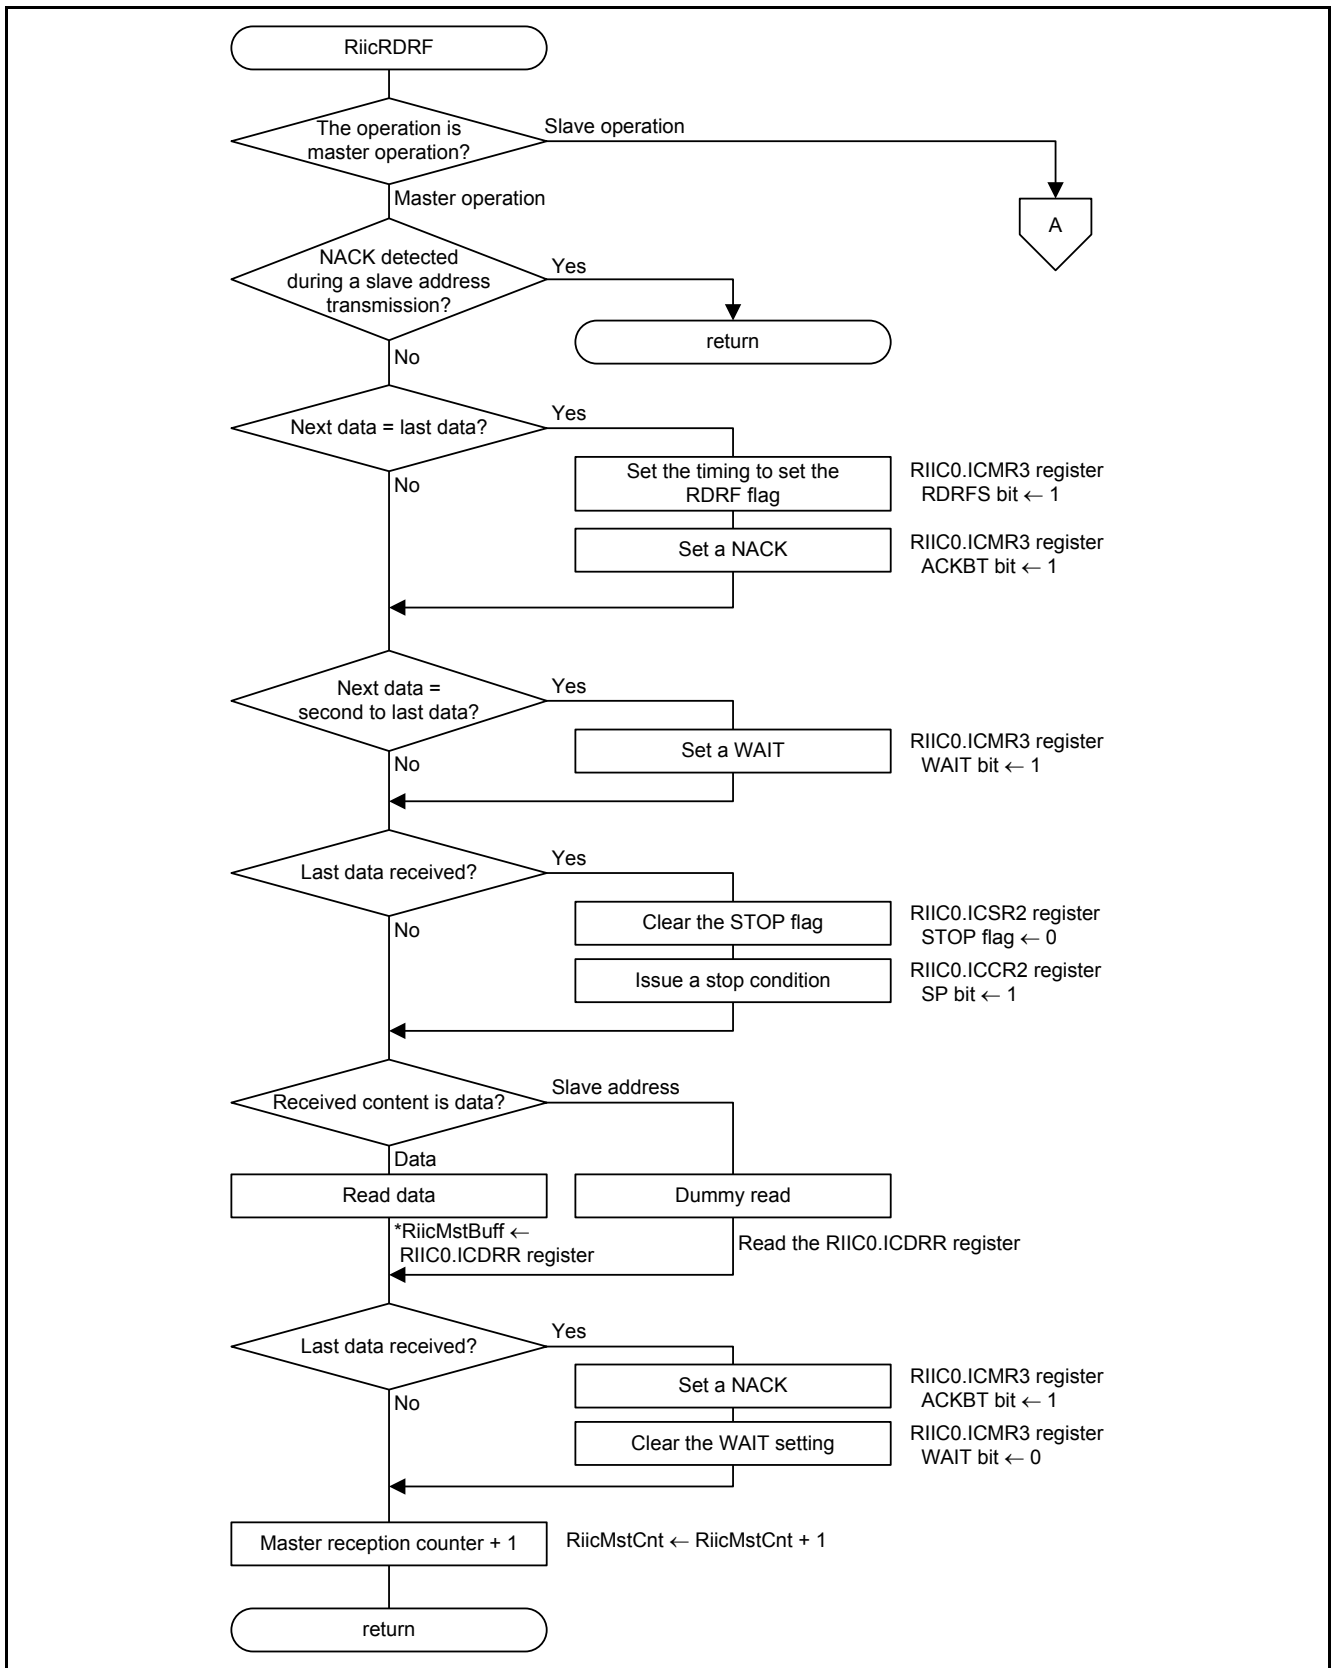 RiicRDRF
The operation is
master operation?
Slave operation
Master operation
A
NACK detected
during a slave address
transmission?
Yes
return
No
Next data = last data?
Yes
Set the timing to set the
RDRF flag
RIIC0.ICMR3 register
RDRFS bit ← 1
No
Set a NACK
RIIC0.ICMR3 register
ACKBT bit ← 1
Next data =
second to last data?
Yes
Set a WAIT
RIIC0.ICMR3 register
WAIT bit ← 1
No
Last data received?
Yes
Clear the STOP flag
RIIC0.ICSR2 register
STOP flag ← 0
No
Issue a stop condition
RIIC0.ICCR2 register
SP bit ← 1
Received content is data?
Slave address
Data
Read data
Dummy read
*RiicMstBuff ←
RIIC0.ICDRR register
Read the RIIC0.ICDRR register
Last data received?
Yes
Set a NACK
RIIC0.ICMR3 register
ACKBT bit ← 1
No
Clear the WAIT setting
RIIC0.ICMR3 register
WAIT bit ← 0
Master reception counter + 1
RiicMstCnt ← RiicMstCnt + 1
return